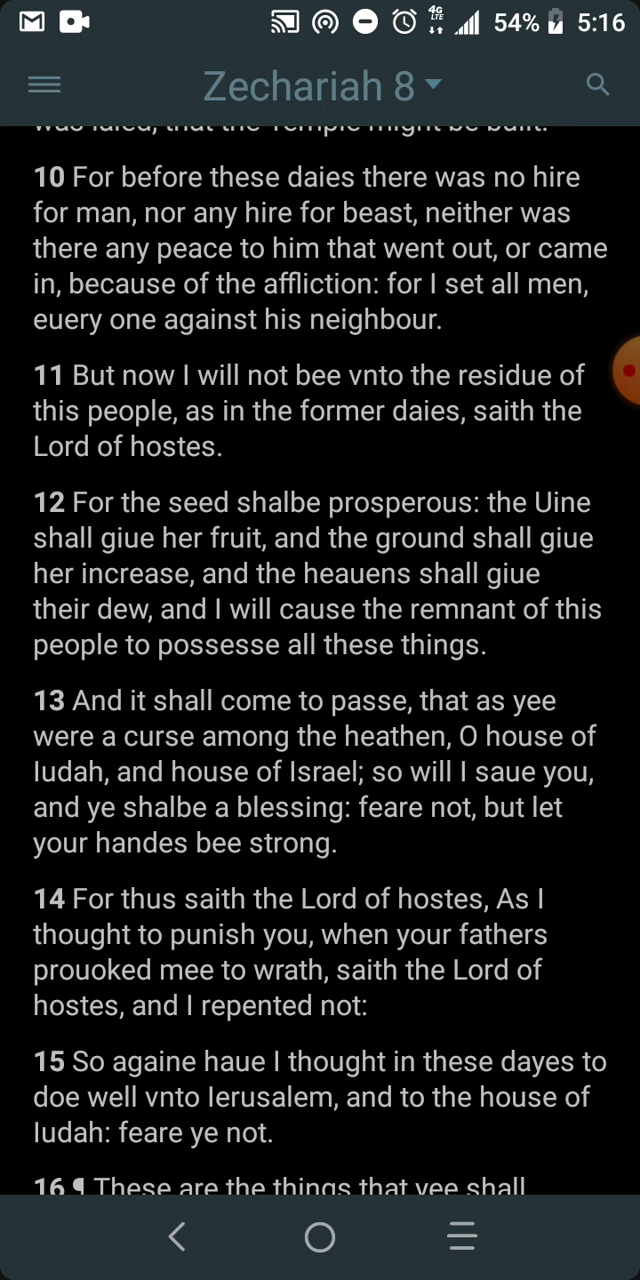 4G
LTE
54%
5:16
Zechariah 8
was laied, that the Temple might be built.
10 For before these daies there was no hire
for man, nor any hire for beast, neither was
there any peace to him that went out, or came
in, because of the affliction: for I set all men,
euery one against his neighbour.
11 But now I will not bee vnto the residue of
this people, as in the former daies, saith the
Lord of hostes.
12 For the seed shalbe prosperous: the Uine
shall giue her fruit, and the ground shall giue
her increase, and the heauens shall giue
their dew, and I will cause the remnant of this
people to possesse all these things.
13 And it shall come to passe, that as yee
were a curse among the heathen, O house of
Iudah, and house of Israel; so will I saue you,
and ye shalbe a blessing: feare not, but let
your handes bee strong.
14 For thus saith the Lord of hostes, As I
thought to punish you, when your fathers
prouoked mee to wrath, saith the Lord of
hostes, and I repented not:
15 So againe haue I thought in these dayes to
doe well vnto Ierusalem, and to the house of
Iudah: feare ye not.
16 ¶ These are the things that yee shall